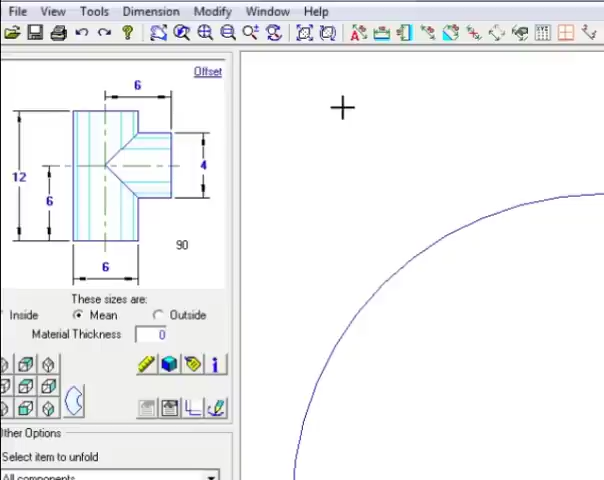 File View Tools Dimension Modify Window Help
Offset
6
12
6
4
90
6
These sizes are:
Inside Mean Outside
Material Thickness 0
Other Options
Select item to unfold
All components